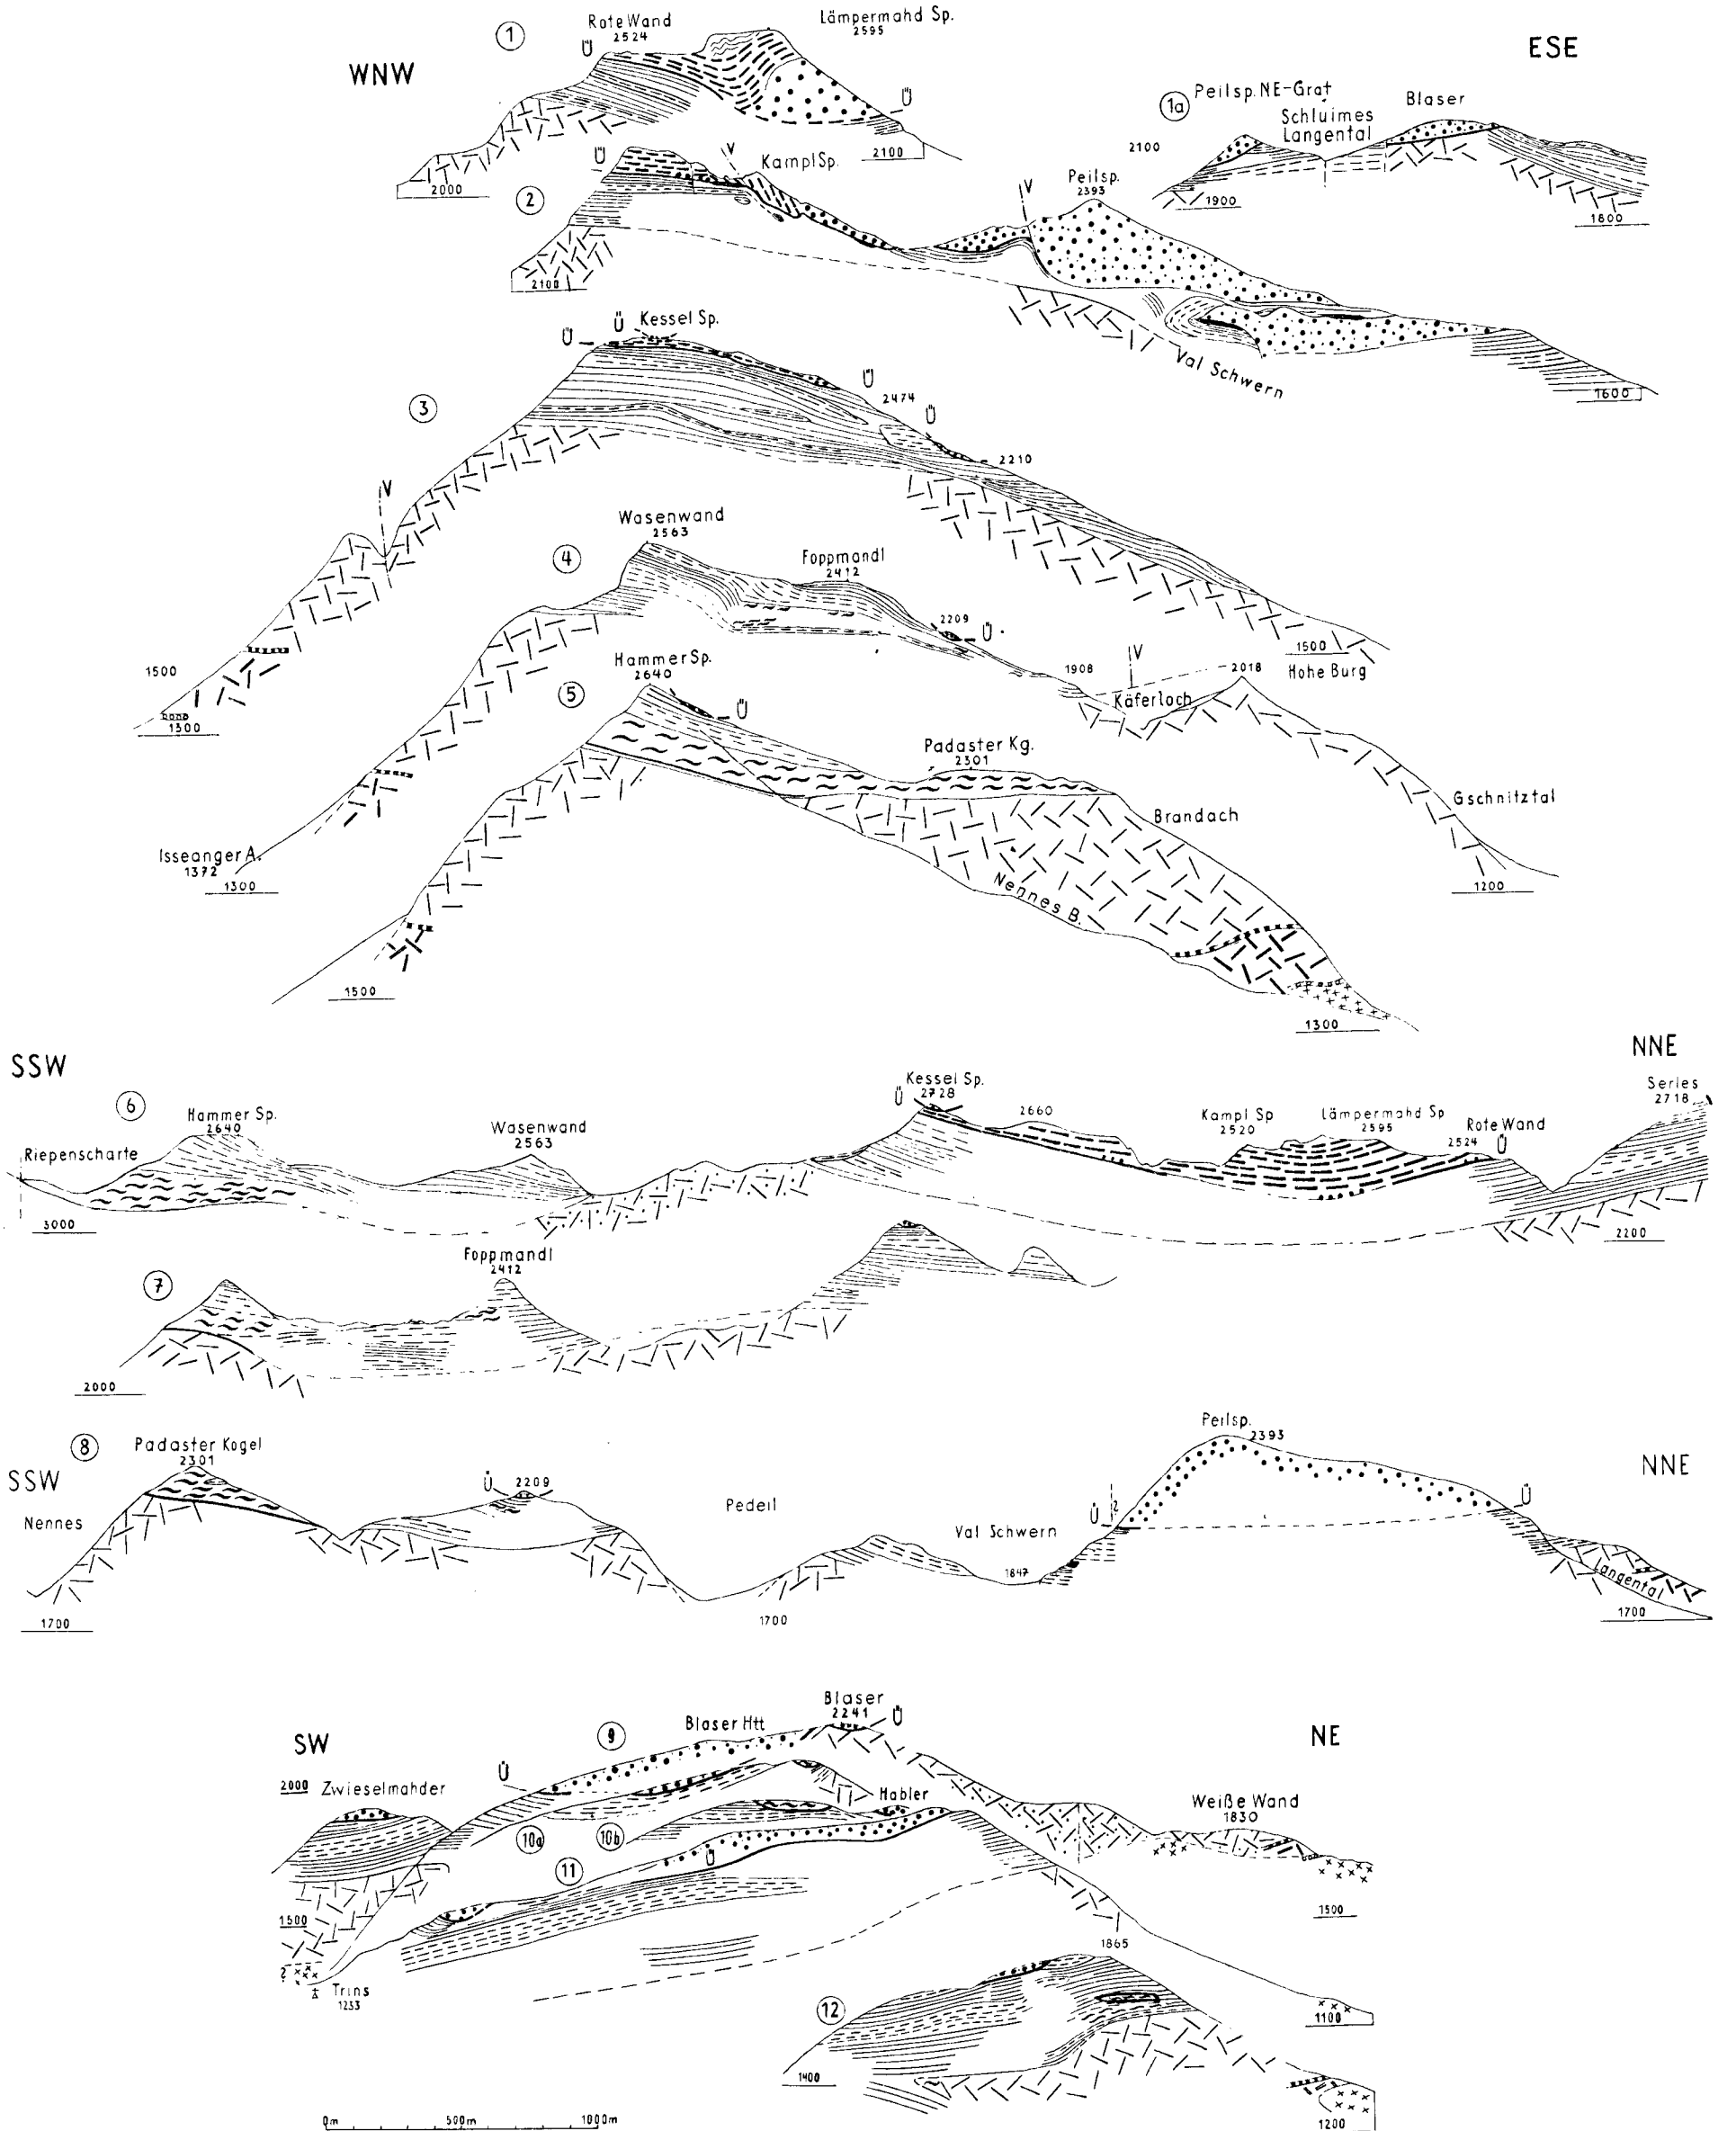 WNW
ESE
1
Rote Wand
2524
Lämpermahd Sp.
2595
Ü
Ü
2000
2100
1a
Peilsp. NE-Grat
Schluimes
Langental
Blaser
2100
1900
1800
2
Ü
V
Kampl Sp.
V
Peilsp.
2393
2100
Val Schwern
1600
3
Ü
Ü
Kessel Sp.
Ü
2474
Ü
2210
V
1500
1300
1500
4
Wasenwand
2563
Foppmandl
2412
2209
Ü
1908
V
2018
Hohe Burg
Käferloch
Gschnitztal
Isseanger A.
1372
1300
1200
5
Hammer Sp.
2640
Ü
Padaster Kg.
2301
Brandach
Nennes B.
1500
1300
SSW
NNE
6
Riepenscharte
Hammer Sp.
2640
Wasenwand
2563
Ü
Kessel Sp.
2728
2660
Kampl Sp
2520
Lämpermahd Sp
2595
2524
Rote Wand
Ü
Serles
2718
3000
2200
7
Foppmandl
2412
2000
8
SSW
NNE
Padaster Kogel
2301
Nennes
Ü
2209
Pedeil
Val Schwern
1847
Ü
2
Peilsp.
2393
Ü
Langental
1700
1700
1700
SW
NE
9
Blaser Htt
Blaser
2241
Ü
Ü
2000
Zwieselmahder
Weiße Wand
1830
Habler
10a
10b
11
Ü
1500
1500
?
Trins
1233
1865
12
1100
1400
1200
0m
500m
1000m